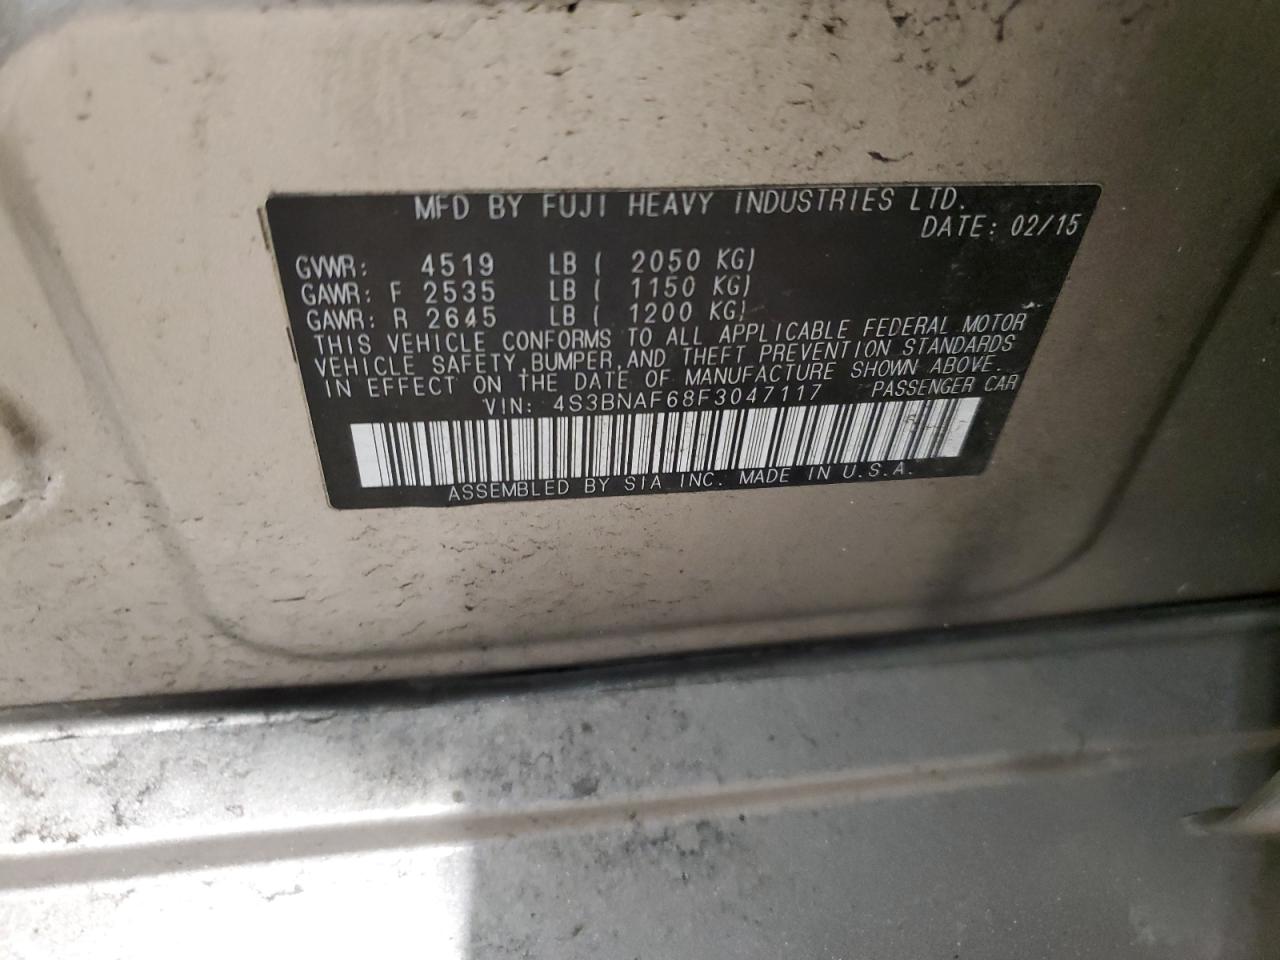 MFD BY FUJI HEAVY INDUSTRIES LTD.
DATE: 02/15
GVWR: 4519 LB ( 2050 KG)
GAWR: F 2535 LB ( 1150 KG)
GAWR: R 2645 LB ( 1200 KG)
THIS VEHICLE CONFORMS TO ALL APPLICABLE FEDERAL MOTOR
VEHICLE SAFETY, BUMPER, AND THEFT PREVENTION STANDARDS
IN EFFECT ON THE DATE OF MANUFACTURE SHOWN ABOVE.
VIN: 4S3BNAF68F3047117 PASSENGER CAR
ASSEMBLED BY SIA INC. MADE IN U.S.A.